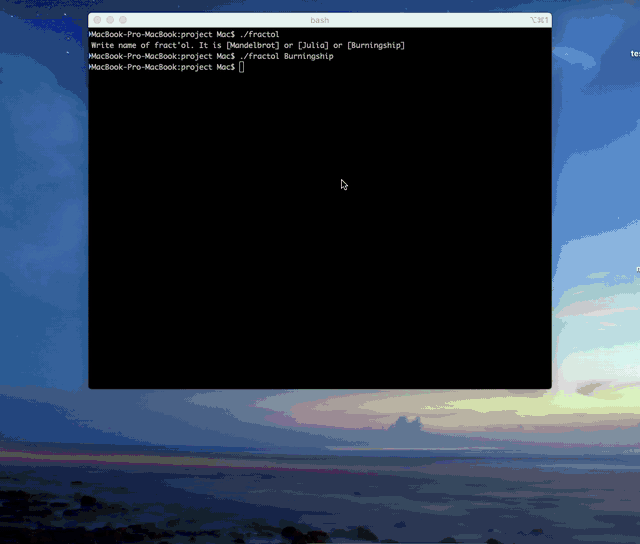 bash
⌥⌘1
MacBook-Pro-MacBook:project Mac$ ./fractol
Write name of fract'ol. It is [Mandelbrot] or [Julia] or [Burningship]
MacBook-Pro-MacBook:project Mac$ ./fractol Burningship
MacBook-Pro-MacBook:project Mac$